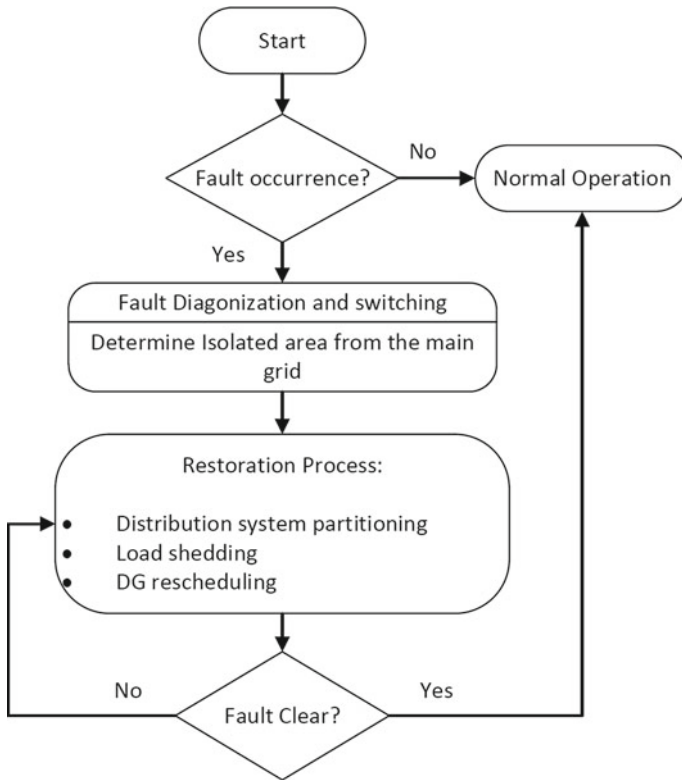 Start
Fault occurrence?
No
Normal Operation
Yes
Fault Diagonization and switching
Determine Isolated area from the main
grid
Restoration Process:
• Distribution system partitioning
• Load shedding
• DG rescheduling
No
Fault Clear?
Yes